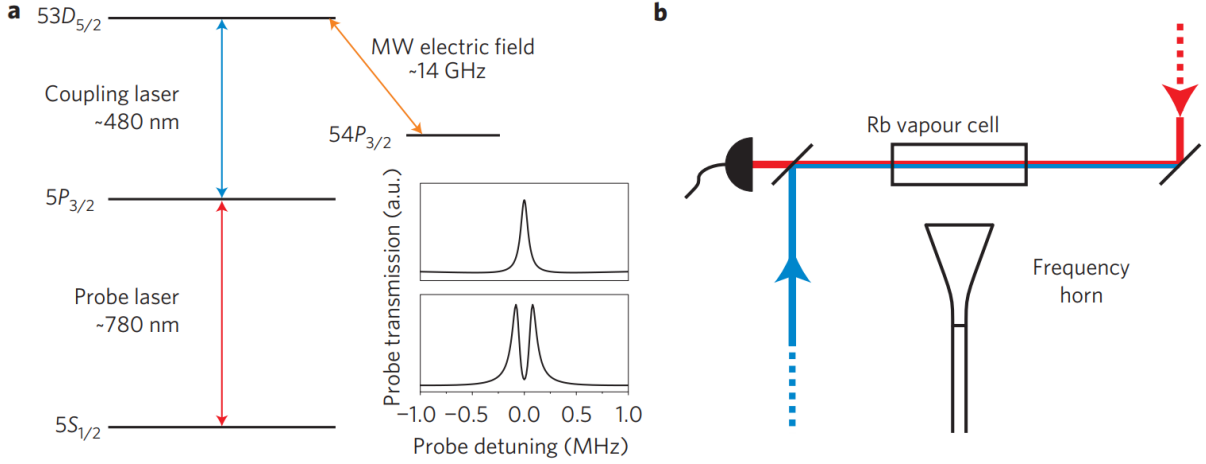 a
53D5/2
MW electric field
~14 GHz
Coupling laser
~480 nm
54P3/2
5P3/2
Probe laser
~780 nm
5S1/2
Probe transmission (a.u.)
−1.0 −0.5 0.0 0.5 1.0
Probe detuning (MHz)
b
Rb vapour cell
Frequency
horn